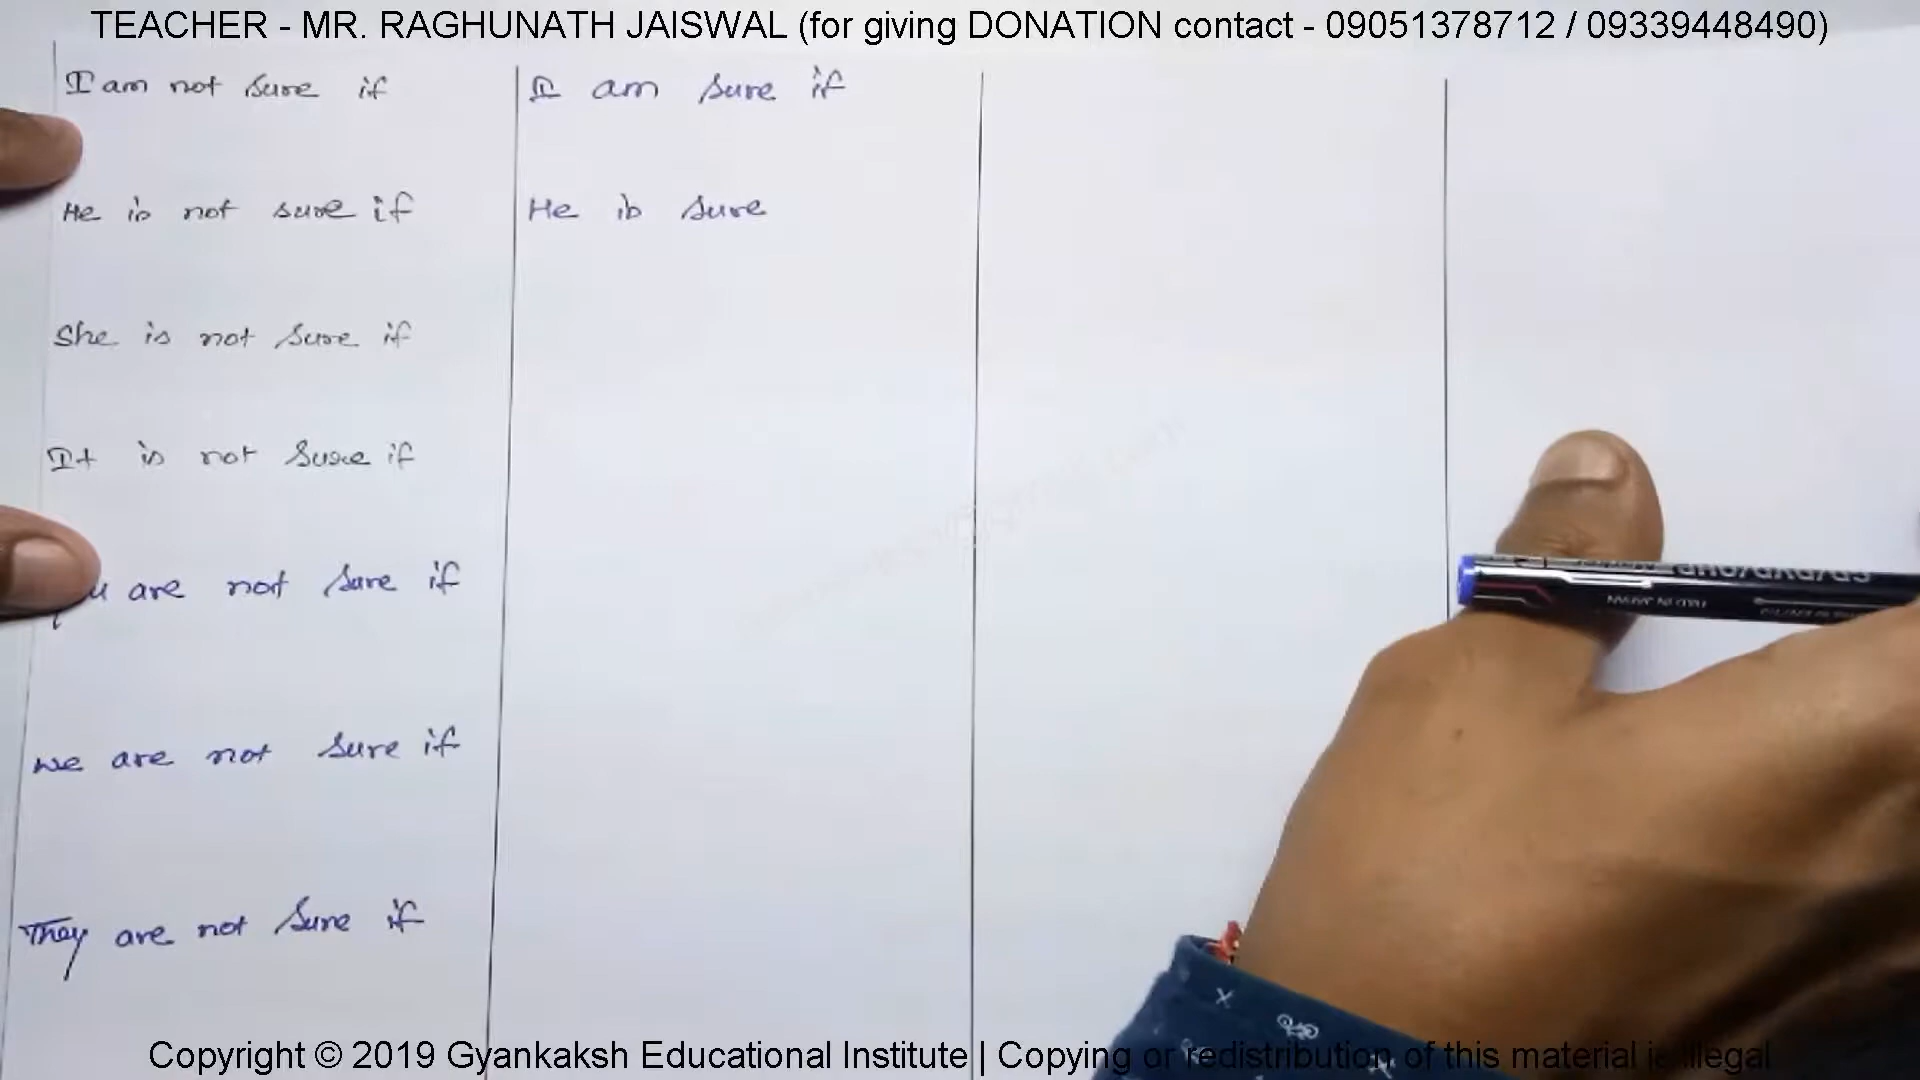 TEACHER - MR. RAGHUNATH JAISWAL (for giving DONATION contact - 09051378712 / 09339448490)
I am not sure if
I am sure if
He is not sure if
He is sure
She is not sure if
It is not sure if
are not sure if
we are not sure if
They are not sure if
Copyright © 2019 Gyankaksh Educational Institute | Copying or redistribution of this material is illegal